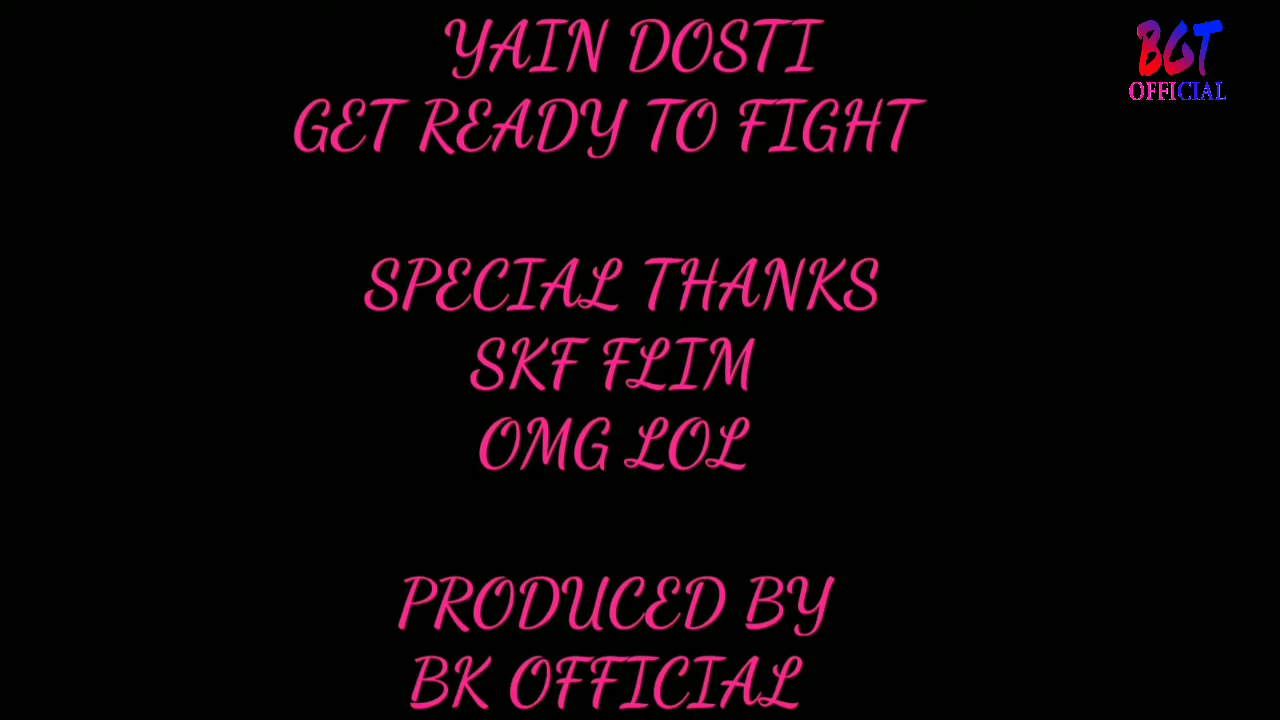 YAIN DOSTI
GET READY TO FIGHT
SPECIAL THANKS
SKF FLIM
OMG LOL
PRODUCED BY
BK OFFICIAL
BGT
OFFICIAL